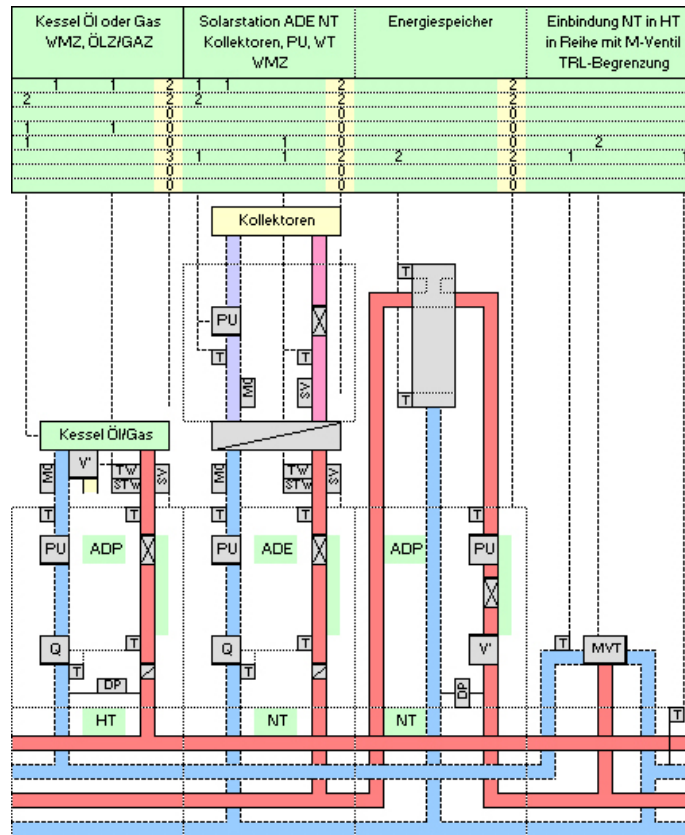 Kessel Öl oder Gas
WMZ, ÖLZ/GAZ
Solarstation ADE NT
Kollektoren, PU, WT
WMZ
Energiespeicher
Einbindung NT in HT
in Reihe mit M-Ventil
TRL-Begrenzung
1 1 2 1 1 2 2
2 2 2 2 2
0 0 0
1 1 0 0 0
1 0 1 0 0 2
3 1 1 2 2 2 1 1
0 0 0
0 0 0
Kollektoren
T
PU
T T
MO SV
T
Kessel Öl/Gas
MO V' TW STW SV MO TW STW SV
T T T T T
PU ADP PU ADE ADP PU
Q T Q T V' T MVT
T T
DP DP
HT NT NT T